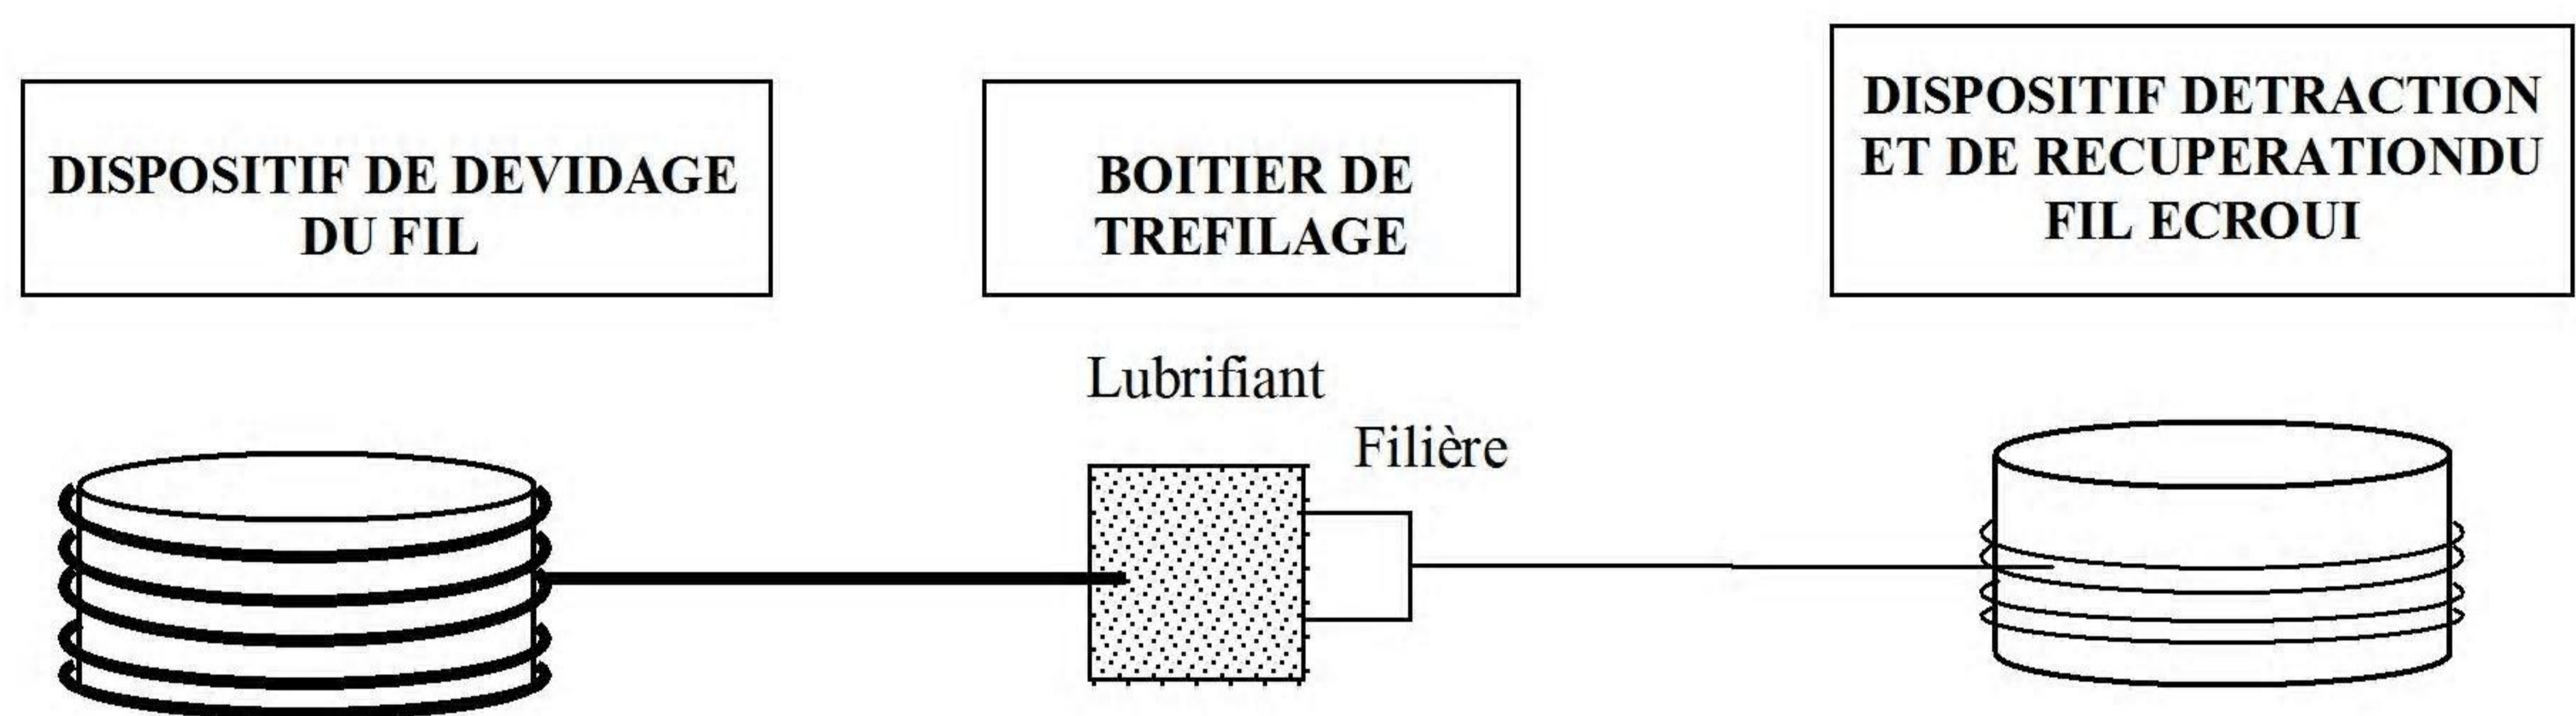 DISPOSITIF DE DEVIDAGE
DU FIL
BOITIER DE
TREFILAGE
DISPOSITIF DETRACTION
ET DE RECUPERATIONDU
FIL ECROUI
Lubrifiant
Filière